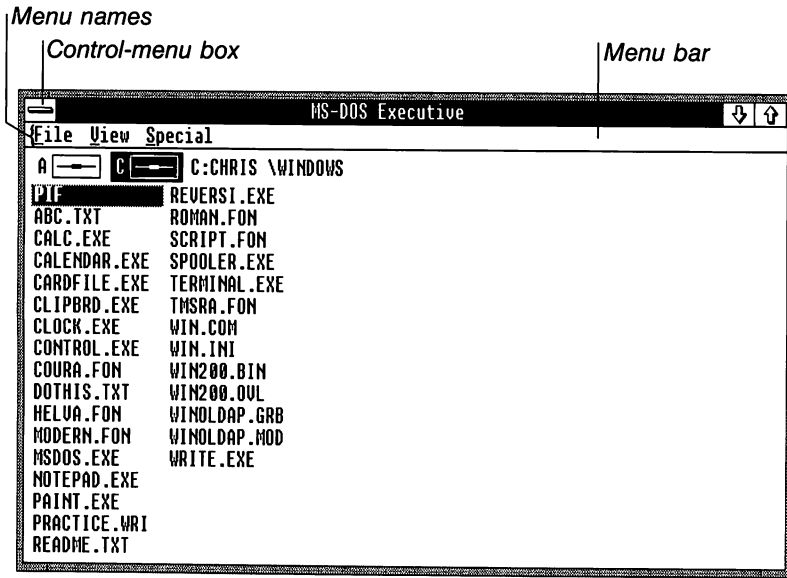 Menu names
Control-menu box
Menu bar
MS-DOS Executive
File View Special
A C C:CHRIS \WINDOWS
PIF REVERSI.EXE
ABC.TXT ROMAN.FON
CALC.EXE SCRIPT.FON
CALENDAR.EXE SPOOLER.EXE
CARDFILE.EXE TERMINAL.EXE
CLIPBRD.EXE TMSRA.FON
CLOCK.EXE WIN.COM
CONTROL.EXE WIN.INI
COURA.FON WIN200.BIN
DOTHIS.TXT WIN200.OVL
HELVA.FON WINOLDAP.GRB
MODERN.FON WINOLDAP.MOD
MSDOS.EXE WRITE.EXE
NOTEPAD.EXE
PAINT.EXE
PRACTICE.WRI
README.TXT